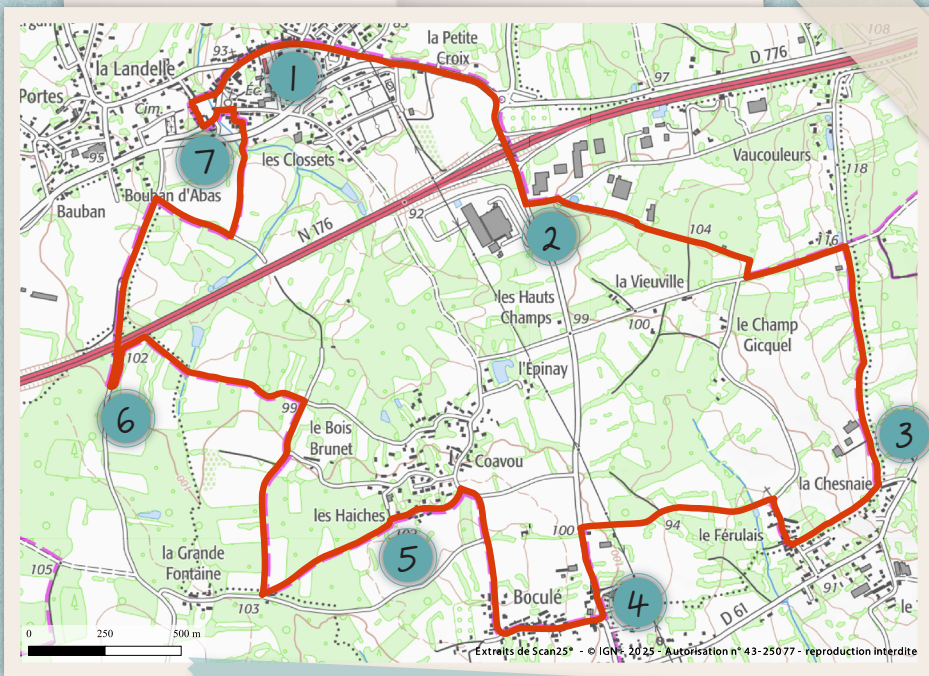 108
la Petite
Croix
93
D 776
la Landelle
97
1
Portes
Cim.
Ec.
95
7
les Clossets
Vaucouleurs
118
Bouhan d'Abas
Bauban
92
N 176
2
104
116
la Vieuville
les Hauts
Champs
99
100
le Champ
Gicquel
102
l'Épinay
6
99
le Bois
Brunet
3
Coavou
la Chesnaie
les Haiches
100
94
le Férulais
5
la Grande
Fontaine
105
103
Boculé
4
91
D 61
le
0 250 500 m
Extraits de Scan25® - © IGN - 2025 - Autorisation n° 43-25077 - reproduction interdite